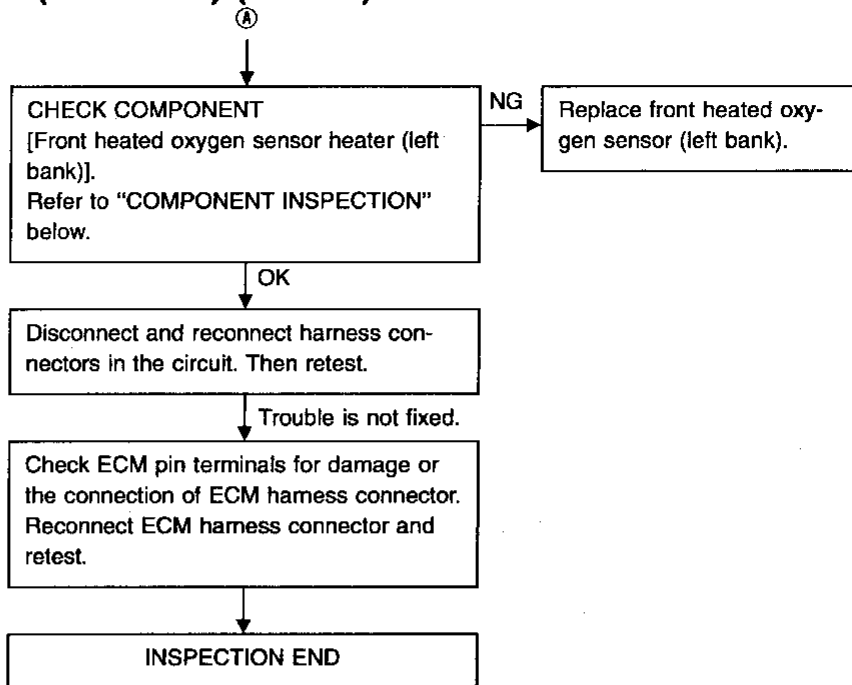 Ⓐ
CHECK COMPONENT
[Front heated oxygen sensor heater (left
bank)].
Refer to “COMPONENT INSPECTION”
below.
NG
Replace front heated oxy-
gen sensor (left bank).
OK
Disconnect and reconnect harness con-
nectors in the circuit. Then retest.
Trouble is not fixed.
Check ECM pin terminals for damage or
the connection of ECM harness connector.
Reconnect ECM harness connector and
retest.
INSPECTION END